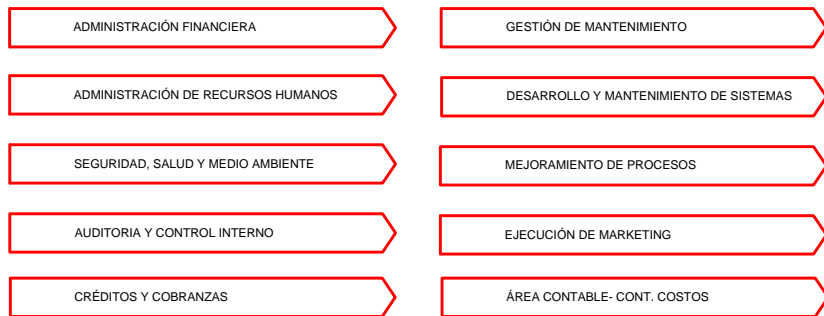 ADMINISTRACIÓN FINANCIERA
GESTIÓN DE MANTENIMIENTO
ADMINISTRACIÓN DE RECURSOS HUMANOS
DESARROLLO Y MANTENIMIENTO DE SISTEMAS
SEGURIDAD, SALUD Y MEDIO AMBIENTE
MEJORAMIENTO DE PROCESOS
AUDITORIA Y CONTROL INTERNO
EJECUCIÓN DE MARKETING
CRÉDITOS Y COBRANZAS
ÁREA CONTABLE- CONT. COSTOS